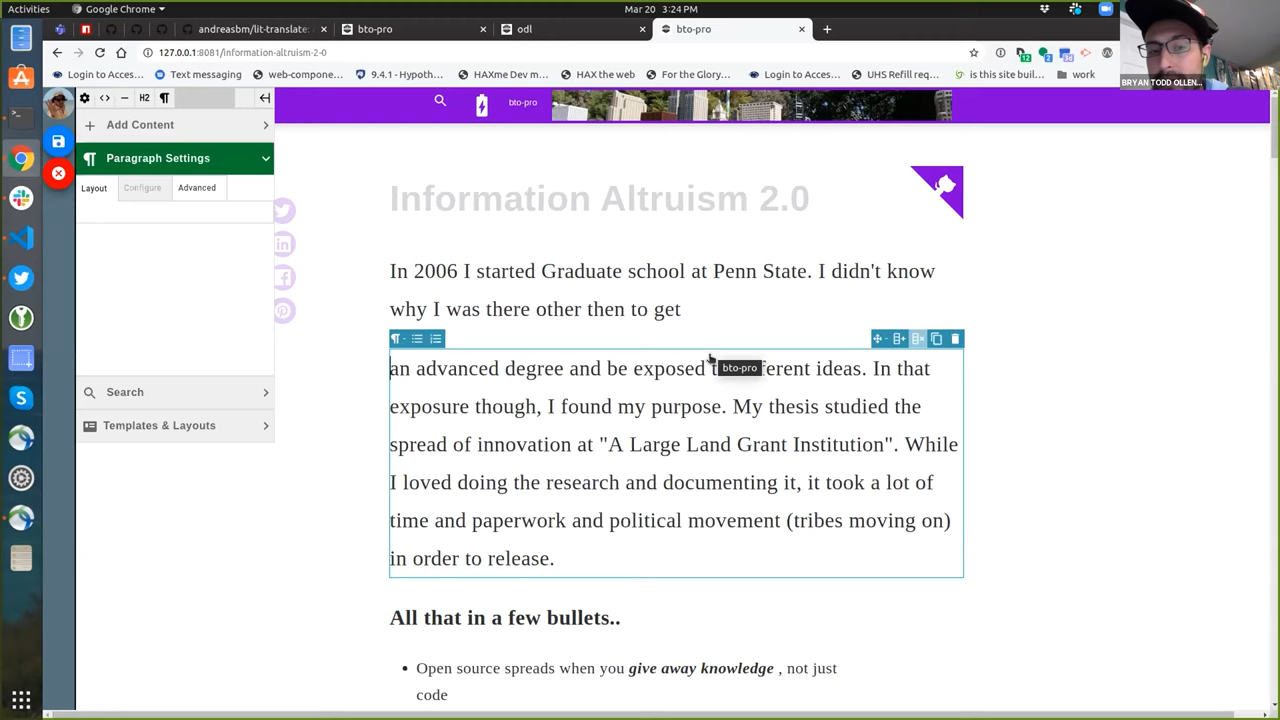 Activities
Google Chrome
Mar 20 3:24 PM
andreasbm/lit-translate:
bto-pro
odl
bto-pro
127.0.0.1:8081/information-altruism-2-0
Login to Acces...
Text messaging
web-compone...
9.4.1- Hypoth...
HAXme Dev m...
HAX the web
For the Glory...
Login to Acces...
UHS Refill req...
is this site buil...
work
BRYAN TODD OLLEN...
H2
bto-pro
Add Content
Paragraph Settings
Layout
Configure
Advanced
Search
Templates & Layouts
Information Altruism 2.0
In 2006 I started Graduate school at Penn State. I didn't know
why I was there other then to get
an advanced degree and be exposed t fferent ideas. In that
bto-pro
exposure though, I found my purpose. My thesis studied the
spread of innovation at "A Large Land Grant Institution". While
I loved doing the research and documenting it, it took a lot of
time and paperwork and political movement (tribes moving on)
in order to release.
All that in a few bullets..
• Open source spreads when you give away knowledge , not just
code